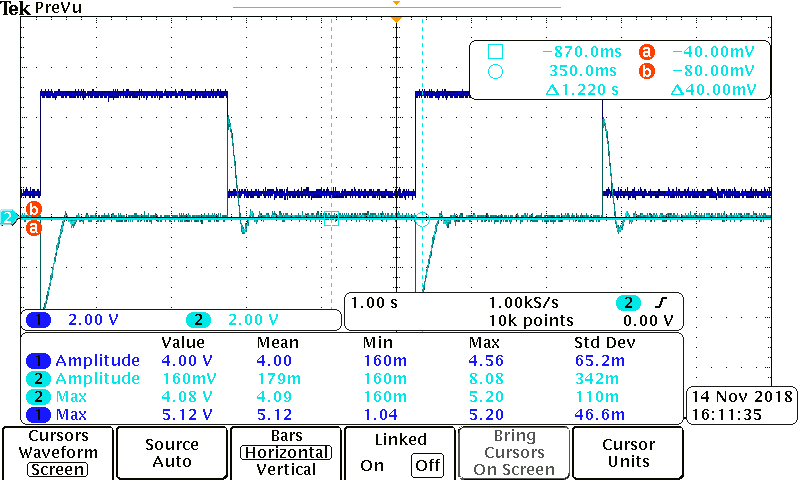 Tek PreVu
−870.0ms a −40.00mV
350.0ms b −80.00mV
Δ1.220 s Δ40.00mV
b
2
a
1 2.00 V 2 2.00 V
1.00 s 1.00kS/s 2
10k points 0.00 V
Value Mean Min Max Std Dev
1 Amplitude 4.00 V 4.00 160m 4.56 65.2m
2 Amplitude 160mV 179m 160m 8.08 342m
2 Max 4.08 V 4.09 160m 5.20 110m
1 Max 5.12 V 5.12 1.04 5.20 46.6m
14 Nov 2018
16:11:35
Cursors
Waveform
Screen
Source
Auto
Bars
Horizontal
Vertical
Linked
On Off
Bring
Cursors
On Screen
Cursor
Units